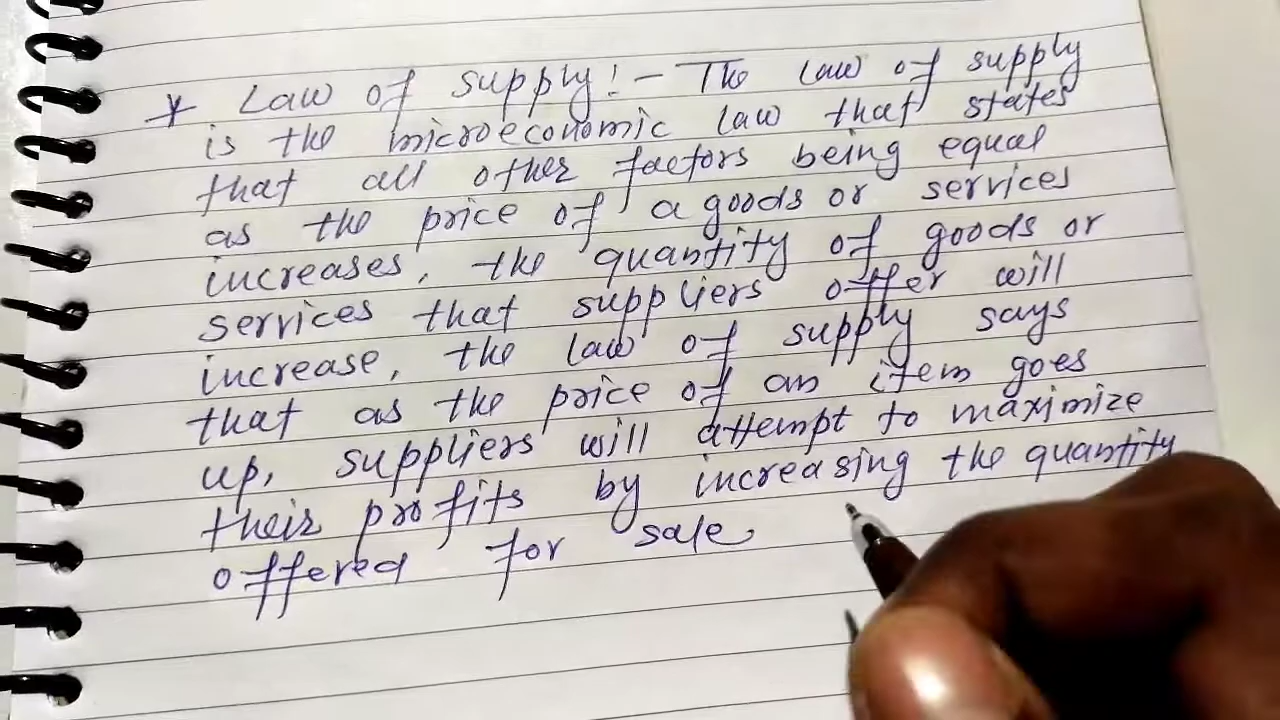 * Law of supply:- The law of supply
is the microeconomic law that states
that all other factors being equal
as the price of a goods or services
increases, the quantity of goods or
services that suppliers offer will
increase, the law of supply says
that as the price of an item goes
up, suppliers will attempt to maximize
their profits by increasing the quantity
offered for sale.